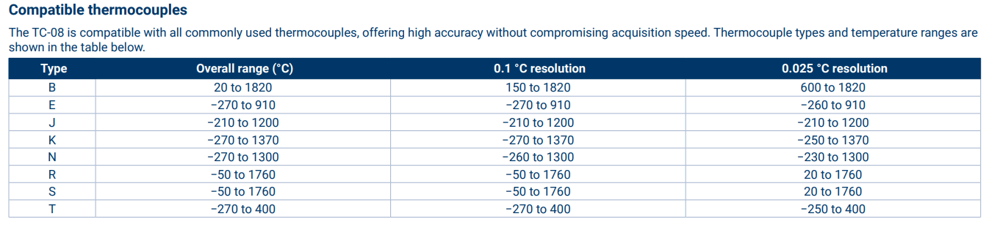 Compatible thermocouples
The TC-08 is compatible with all commonly used thermocouples, offering high accuracy without compromising acquisition speed. Thermocouple types and temperature ranges are
shown in the table below.
Type Overall range (°C) 0.1 °C resolution 0.025 °C resolution
B 20 to 1820 150 to 1820 600 to 1820
E −270 to 910 −270 to 910 −260 to 910
J −210 to 1200 −210 to 1200 −210 to 1200
K −270 to 1370 −270 to 1370 −250 to 1370
N −270 to 1300 −260 to 1300 −230 to 1300
R −50 to 1760 −50 to 1760 20 to 1760
S −50 to 1760 −50 to 1760 20 to 1760
T −270 to 400 −270 to 400 −250 to 400